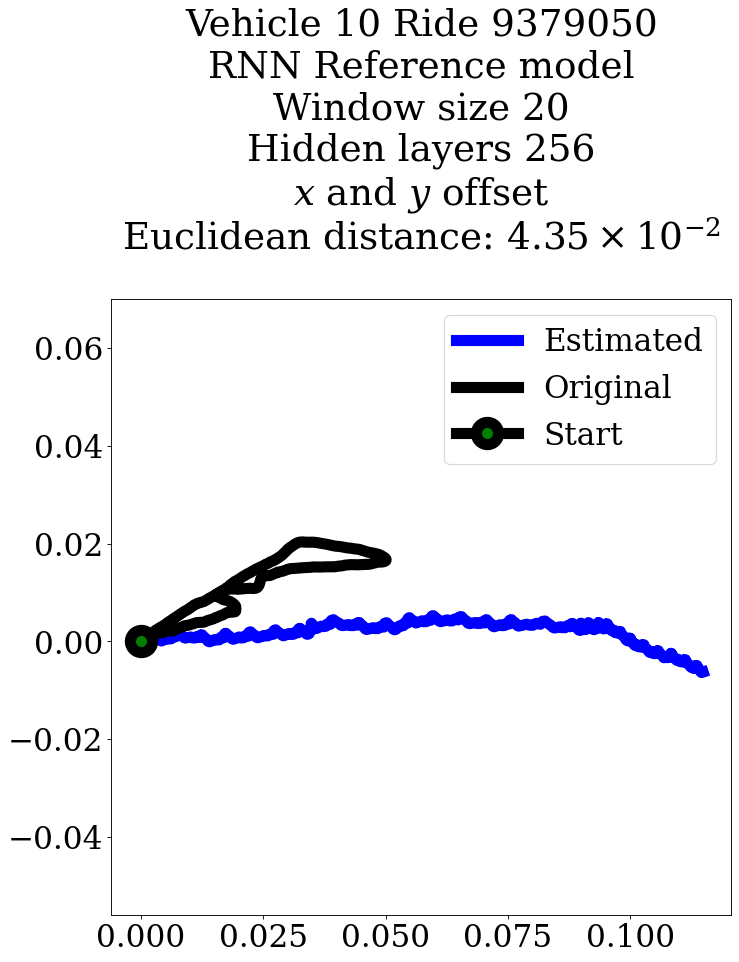 Vehicle 10 Ride 9379050
RNN Reference model
Window size 20
Hidden layers 256
x and y offset
Euclidean distance: 4.35 × 10⁻²
Estimated
Original
Start
0.06
0.04
0.02
0.00
−0.02
−0.04
0.000 0.025 0.050 0.075 0.100